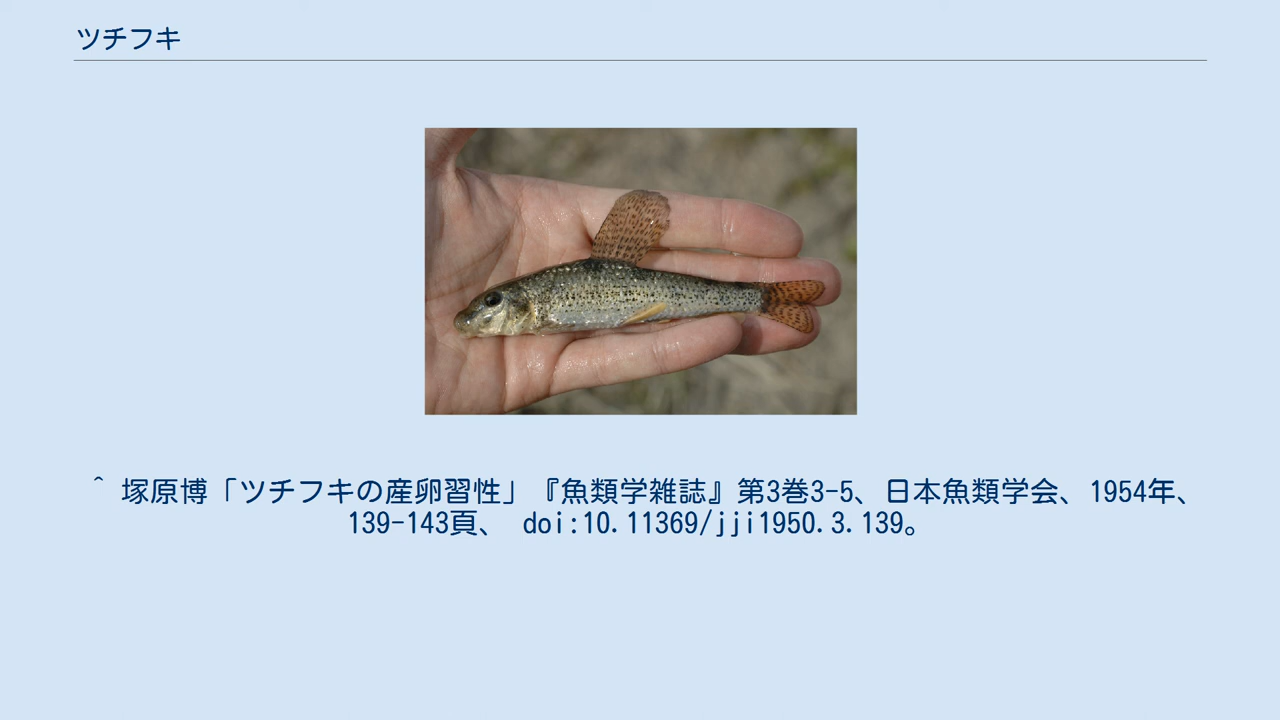 ツチフキ
^ 塚原博「ツチフキの産卵習性」『魚類学雑誌』第3巻3-5、日本魚類学会、1954年、
139-143頁、 doi:10.11369/jji1950.3.139。